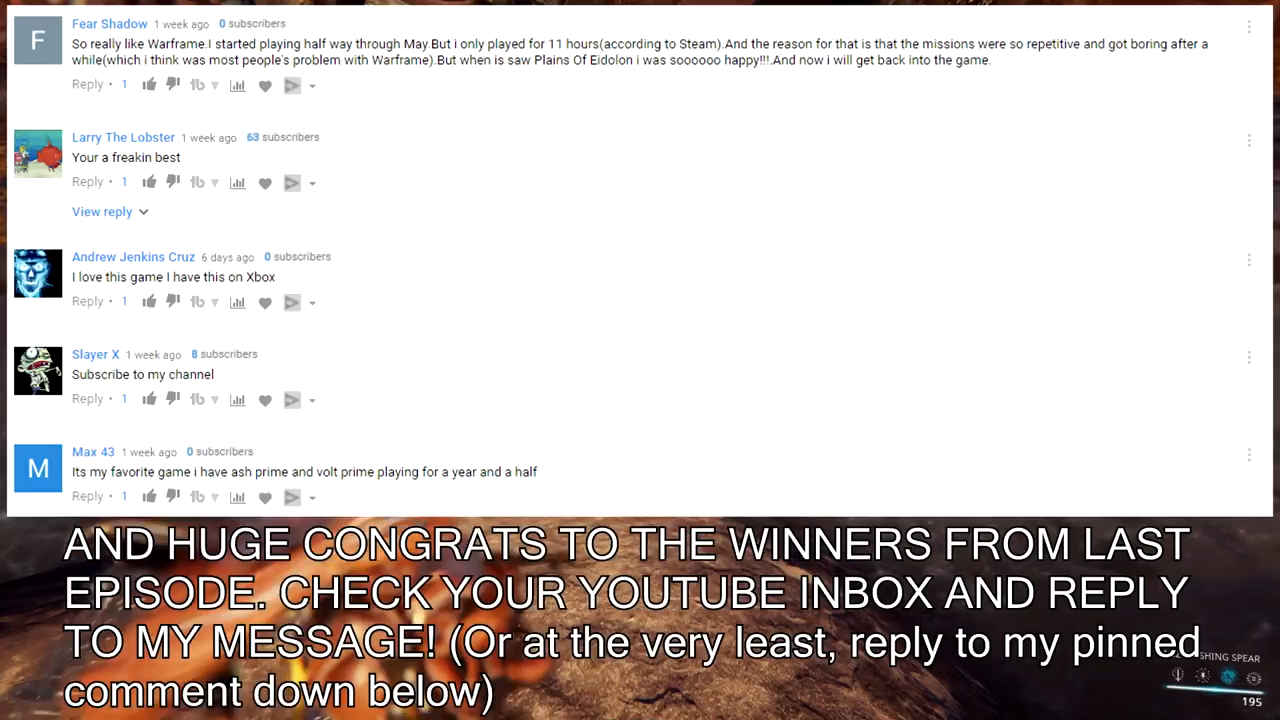 F
Fear Shadow 1 week ago 0 subscribers
So really like Warframe.I started playing half way through May.But i only played for 11 hours(according to Steam).And the reason for that is that the missions were so repetitive and got boring after a
while(which i think was most people's problem with Warframe).But when is saw Plains Of Eidolon i was soooooo happy!!!.And now i will get back into the game.
Reply · 1
Larry The Lobster 1 week ago 63 subscribers
Your a freakin best
Reply · 1
View reply
Andrew Jenkins Cruz 6 days ago 0 subscribers
I love this game I have this on Xbox
Reply · 1
Slayer X 1 week ago 8 subscribers
Subscribe to my channel
Reply · 1
M
Max 43 1 week ago 0 subscribers
Its my favorite game i have ash prime and volt prime playing for a year and a half
Reply · 1
AND HUGE CONGRATS TO THE WINNERS FROM LAST
EPISODE. CHECK YOUR YOUTUBE INBOX AND REPLY
TO MY MESSAGE! (Or at the very least, reply to my pinned
comment down below)
SPEAR
195